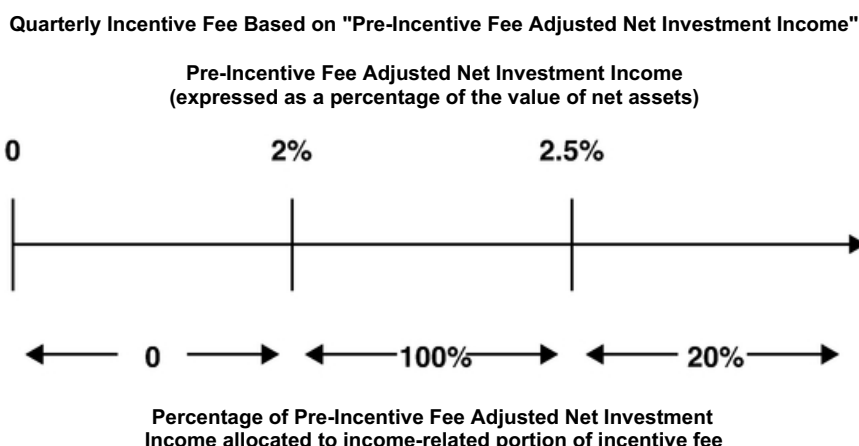 Quarterly Incentive Fee Based on "Pre-Incentive Fee Adjusted Net Investment Income"
Pre-Incentive Fee Adjusted Net Investment Income
(expressed as a percentage of the value of net assets)
0 2% 2.5%
0 100% 20%
Percentage of Pre-Incentive Fee Adjusted Net Investment
Income allocated to income-related portion of incentive fee